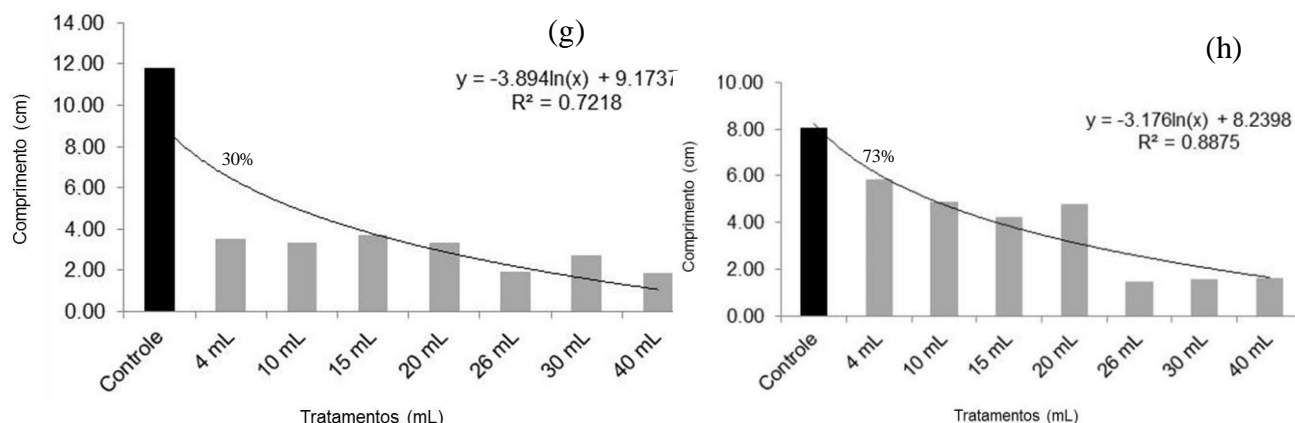 (g)
14.00
12.00
10.00
8.00
6.00
4.00
2.00
0.00
Comprimento (cm)
y = -3.894ln(x) + 9.1737
R² = 0.7218
30%
Controle
4 mL
10 mL
15 mL
20 mL
26 mL
30 mL
40 mL
Tratamentos (mL)
(h)
10.00
8.00
6.00
4.00
2.00
0.00
Comprimento (cm)
y = -3.176ln(x) + 8.2398
R² = 0.8875
73%
Controle
4 mL
10 mL
15 mL
20 mL
26 mL
30 mL
40 mL
Tratamentos (mL)